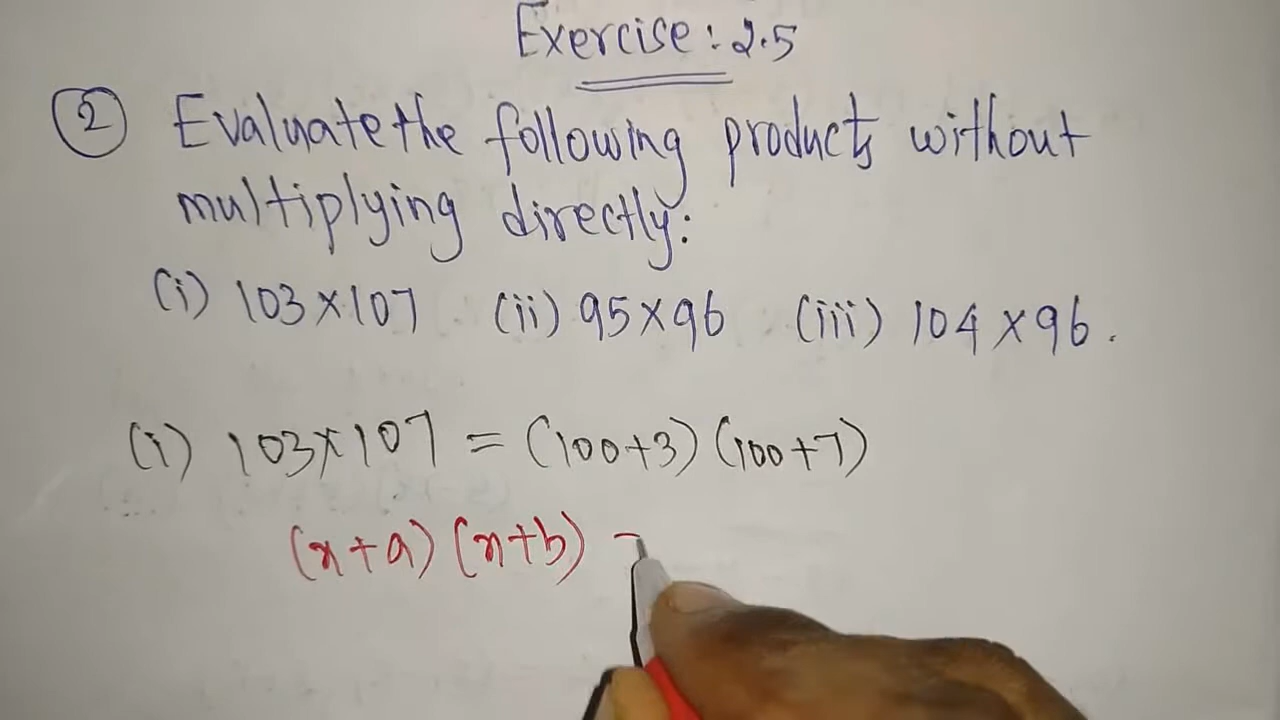 Exercise: 2.5
② Evaluate the following products without
multiplying directly:
(i) 103×107 (ii) 95×96 (iii) 104×96.
(i) 103×107 = (100+3) (100+7)
(x+a) (x+b)